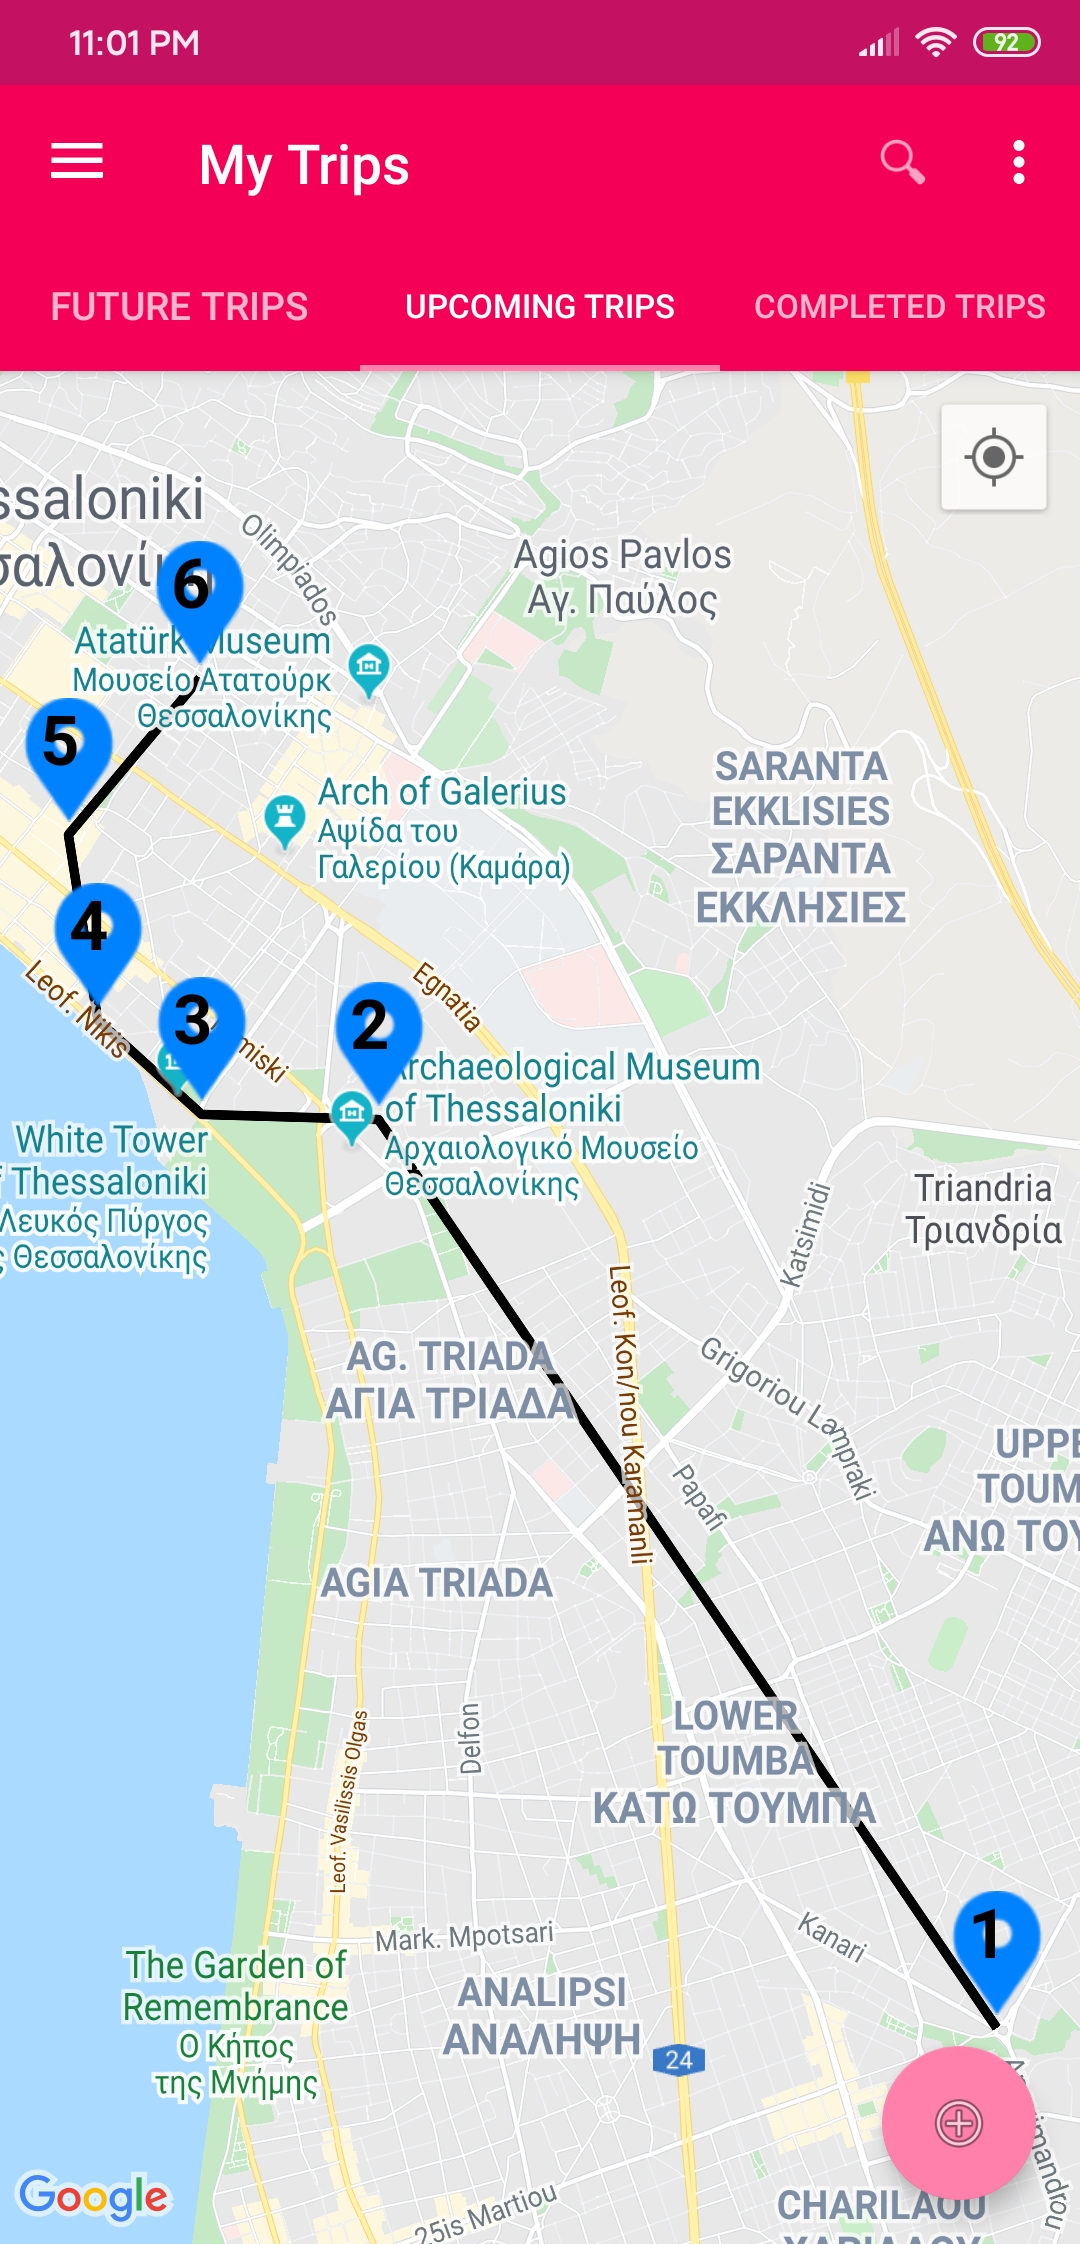 11:01 PM
92
My Trips
FUTURE TRIPS
UPCOMING TRIPS
COMPLETED TRIPS
ssaloniki
Olimpiados
Agios Pavlos
Αγ. Παύλος
6
Atatürk Museum
Μουσείο Ατατούρκ
Θεσσαλονίκης
5
SARANTA
EKKLISIES
ΣΑΡΑΝΤΑ
ΕΚΚΛΗΣΙΕΣ
Arch of Galerius
Αψίδα του
Γαλερίου (Καμάρα)
4
Leof. Nikis
Egnatia
3
miski
2
Archaeological Museum
of Thessaloniki
Αρχαιολογικό Μουσείο
Θεσσαλονίκης
White Tower
f Thessaloniki
Λευκός Πύργος
ς Θεσσαλονίκης
Triandria
Τριανδρία
Katsimidi
Leof. Kon/nou Karamanli
Grigoriou Lampraki
AG. TRIADA
ΑΓΙΑ ΤΡΙΑΔΑ
UPPE
TOUM
ΑΝΩ ΤΟΥ
Papafi
AGIA TRIADA
LOWER
TOUMBA
ΚΑΤΩ ΤΟΥΜΠΑ
Delfon
Leof. Vasilissis Olgas
1
Kanari
Mark. Mpotsari
The Garden of
Remembrance
Ο Κήπος
της Μνήμης
ANALIPSI
ΑΝΑΛΗΨΗ
24
imandrou
Google
25is Martiou
CHARILAOU